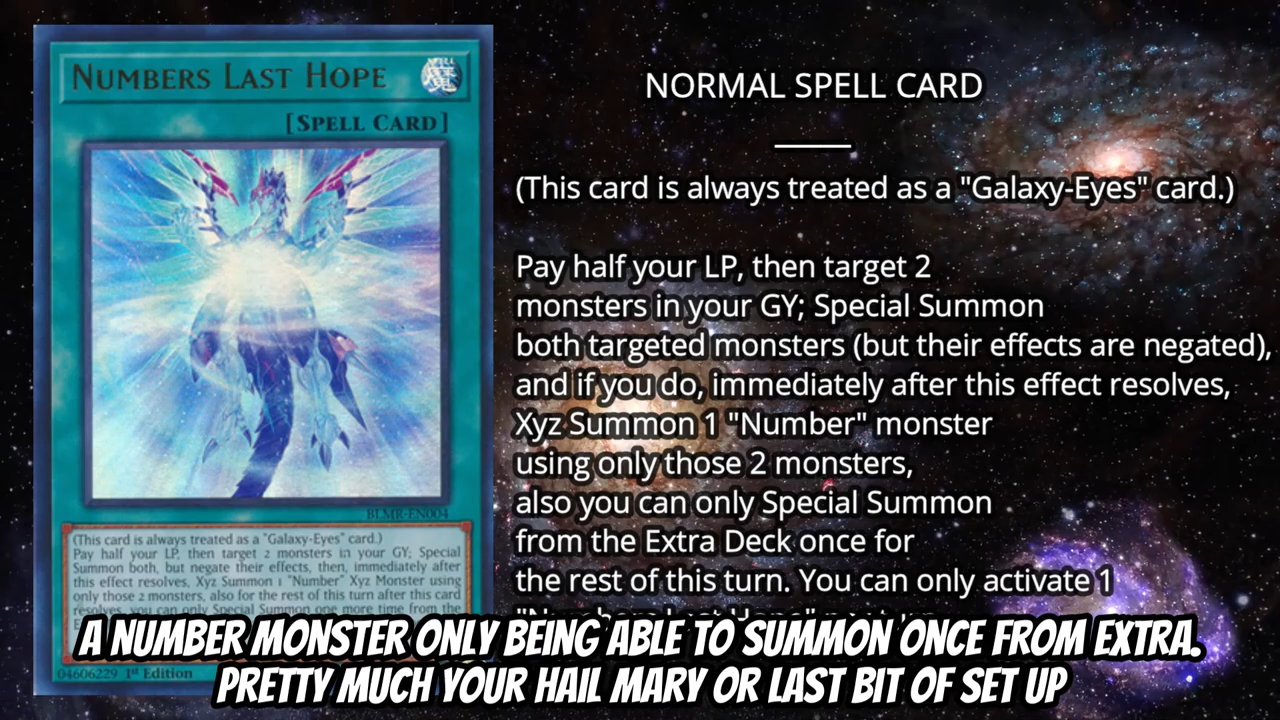 NUMBERS LAST HOPE
[SPELL CARD]
BLMR-EN004
(This card is always treated as a "Galaxy-Eyes" card.)
Pay half your LP, then target 2 monsters in your GY; Special
Summon both, but negate their effects, then, immediately after
this effect resolves, Xyz Summon 1 "Number" Xyz Monster using
only those 2 monsters, also for the rest of this turn after this card
resolves, you can only Special Summon one more time from the
04606229 1st Edition
NORMAL SPELL CARD
(This card is always treated as a "Galaxy-Eyes" card.)
Pay half your LP, then target 2
monsters in your GY; Special Summon
both targeted monsters (but their effects are negated),
and if you do, immediately after this effect resolves,
Xyz Summon 1 "Number" monster
using only those 2 monsters,
also you can only Special Summon
from the Extra Deck once for
the rest of this turn. You can only activate 1
A NUMBER MONSTER ONLY BEING ABLE TO SUMMON ONCE FROM EXTRA.
PRETTY MUCH YOUR HAIL MARY OR LAST BIT OF SET UP